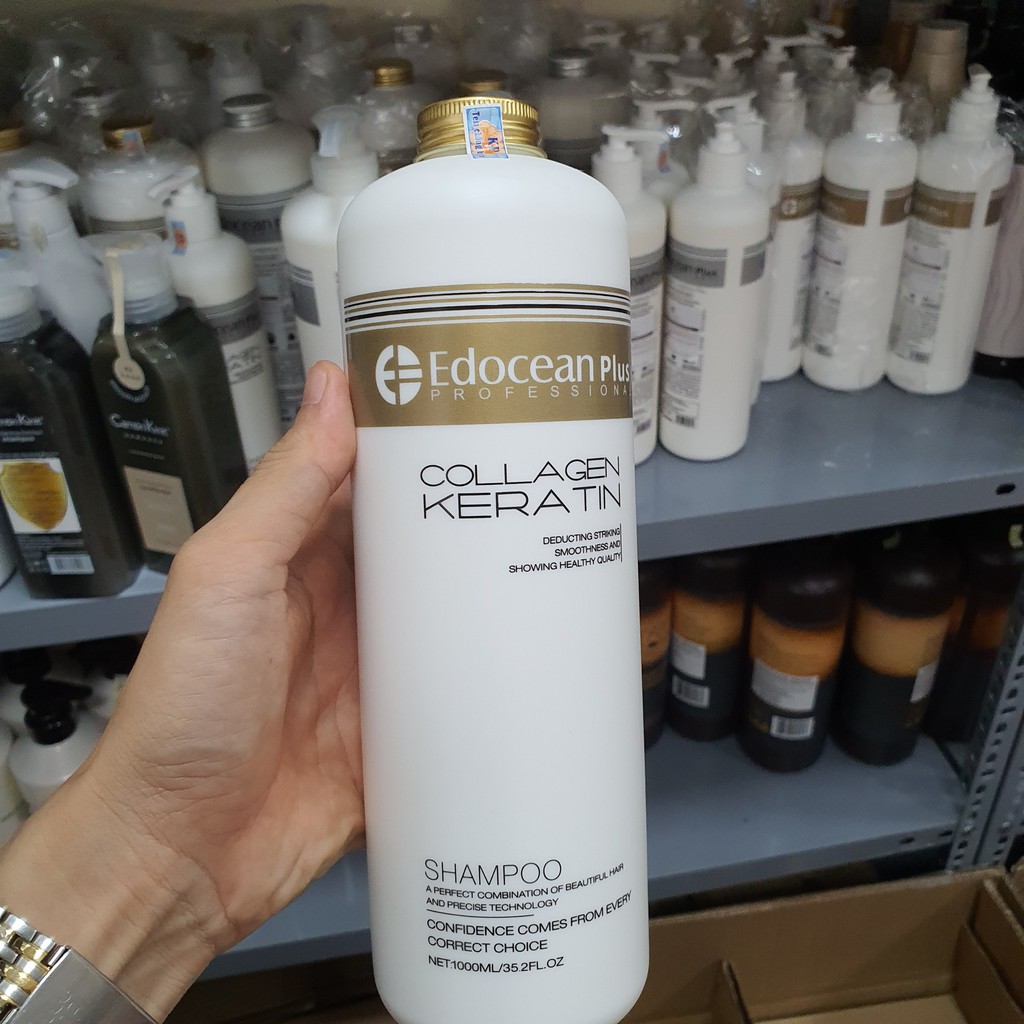 Edocean Plus
PROFESSIONA
COLLAGEN
KERATIN
DEDUCTING STRIKING
SMOOTHNESS AND
SHOWING HEALTHY QUALITY
SHAMPOO
A PERFECT COMBINATION OF BEAUTIFUL HAIR
AND PRECISE TECHNOLOGY
CONFIDENCE COMES FROM EVERY
CORRECT CHOICE
NET:1000ML/35.2FL.OZ